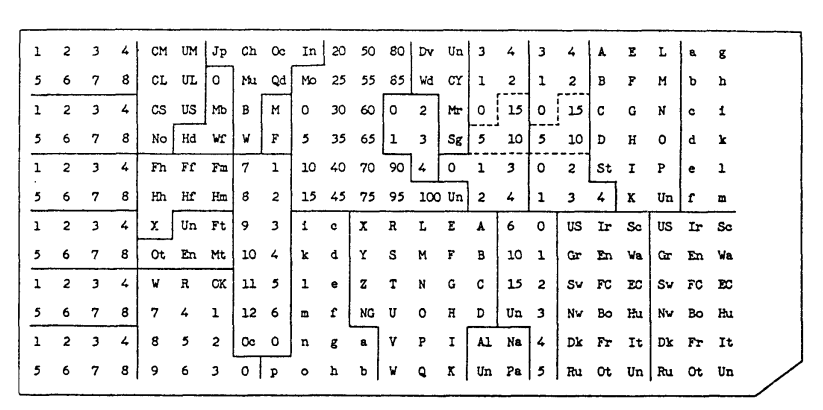 1 2 3 4 CM UM Jp Ch Oc In 20 50 80 Dv Un 3 4 3 4 A E L a g
5 6 7 8 CL UL O Mu Qd Mo 25 55 85 Wd CY 1 2 1 2 B F M b h
1 2 3 4 CS US Mb B M 0 30 60 0 2 Mr 0 15 0 15 C G N c i
5 6 7 8 No Hd Wf W F 5 35 65 1 3 Sg 5 10 5 10 D H O d k
1 2 3 4 Fh Ff Fm 7 1 10 40 70 90 4 0 1 3 0 2 St I P e l
5 6 7 8 Hh Hf Hm 8 2 15 45 75 95 100 Un 2 4 1 3 4 K Un f m
1 2 3 4 X Un Ft 9 3 i c X R L E A 6 0 US Ir Sc US Ir Sc
5 6 7 8 Ot En Mt 10 4 k d Y S M F B 10 1 Gr En Wa Gr En Wa
1 2 3 4 W R CK 11 5 l e Z T N G C 15 2 Sw FC EC Sw FC EC
5 6 7 8 7 4 1 12 6 m f NG U O H D Un 3 Nw Bo Hu Nw Bo Hu
1 2 3 4 8 5 2 Oc O n g a V P I Al Na 4 Dk Fr It Dk Fr It
5 6 7 8 9 6 3 0 p o h b W Q K Un Pa 5 Ru Ot Un Ru Ot Un